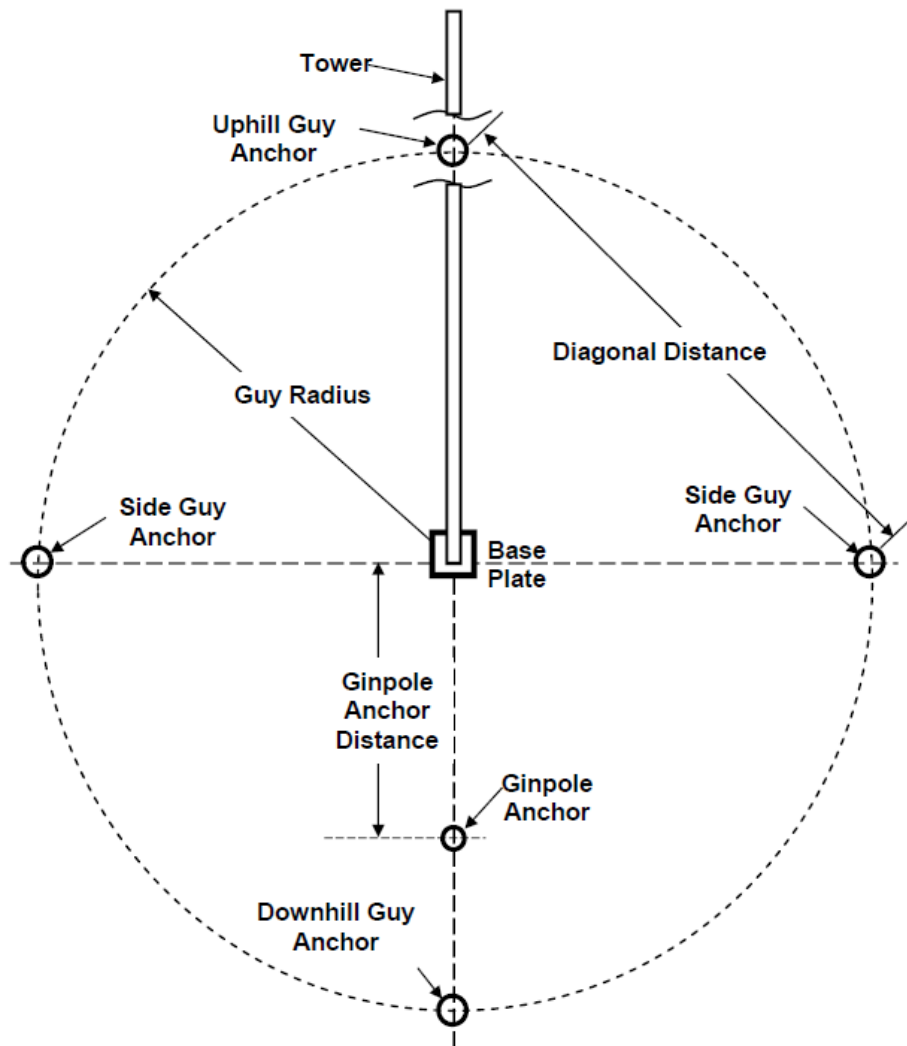 Tower
Uphill Guy
Anchor
Diagonal Distance
Guy Radius
Side Guy
Anchor
Side Guy
Anchor
Base
Plate
Ginpole
Anchor
Distance
Ginpole
Anchor
Downhill Guy
Anchor